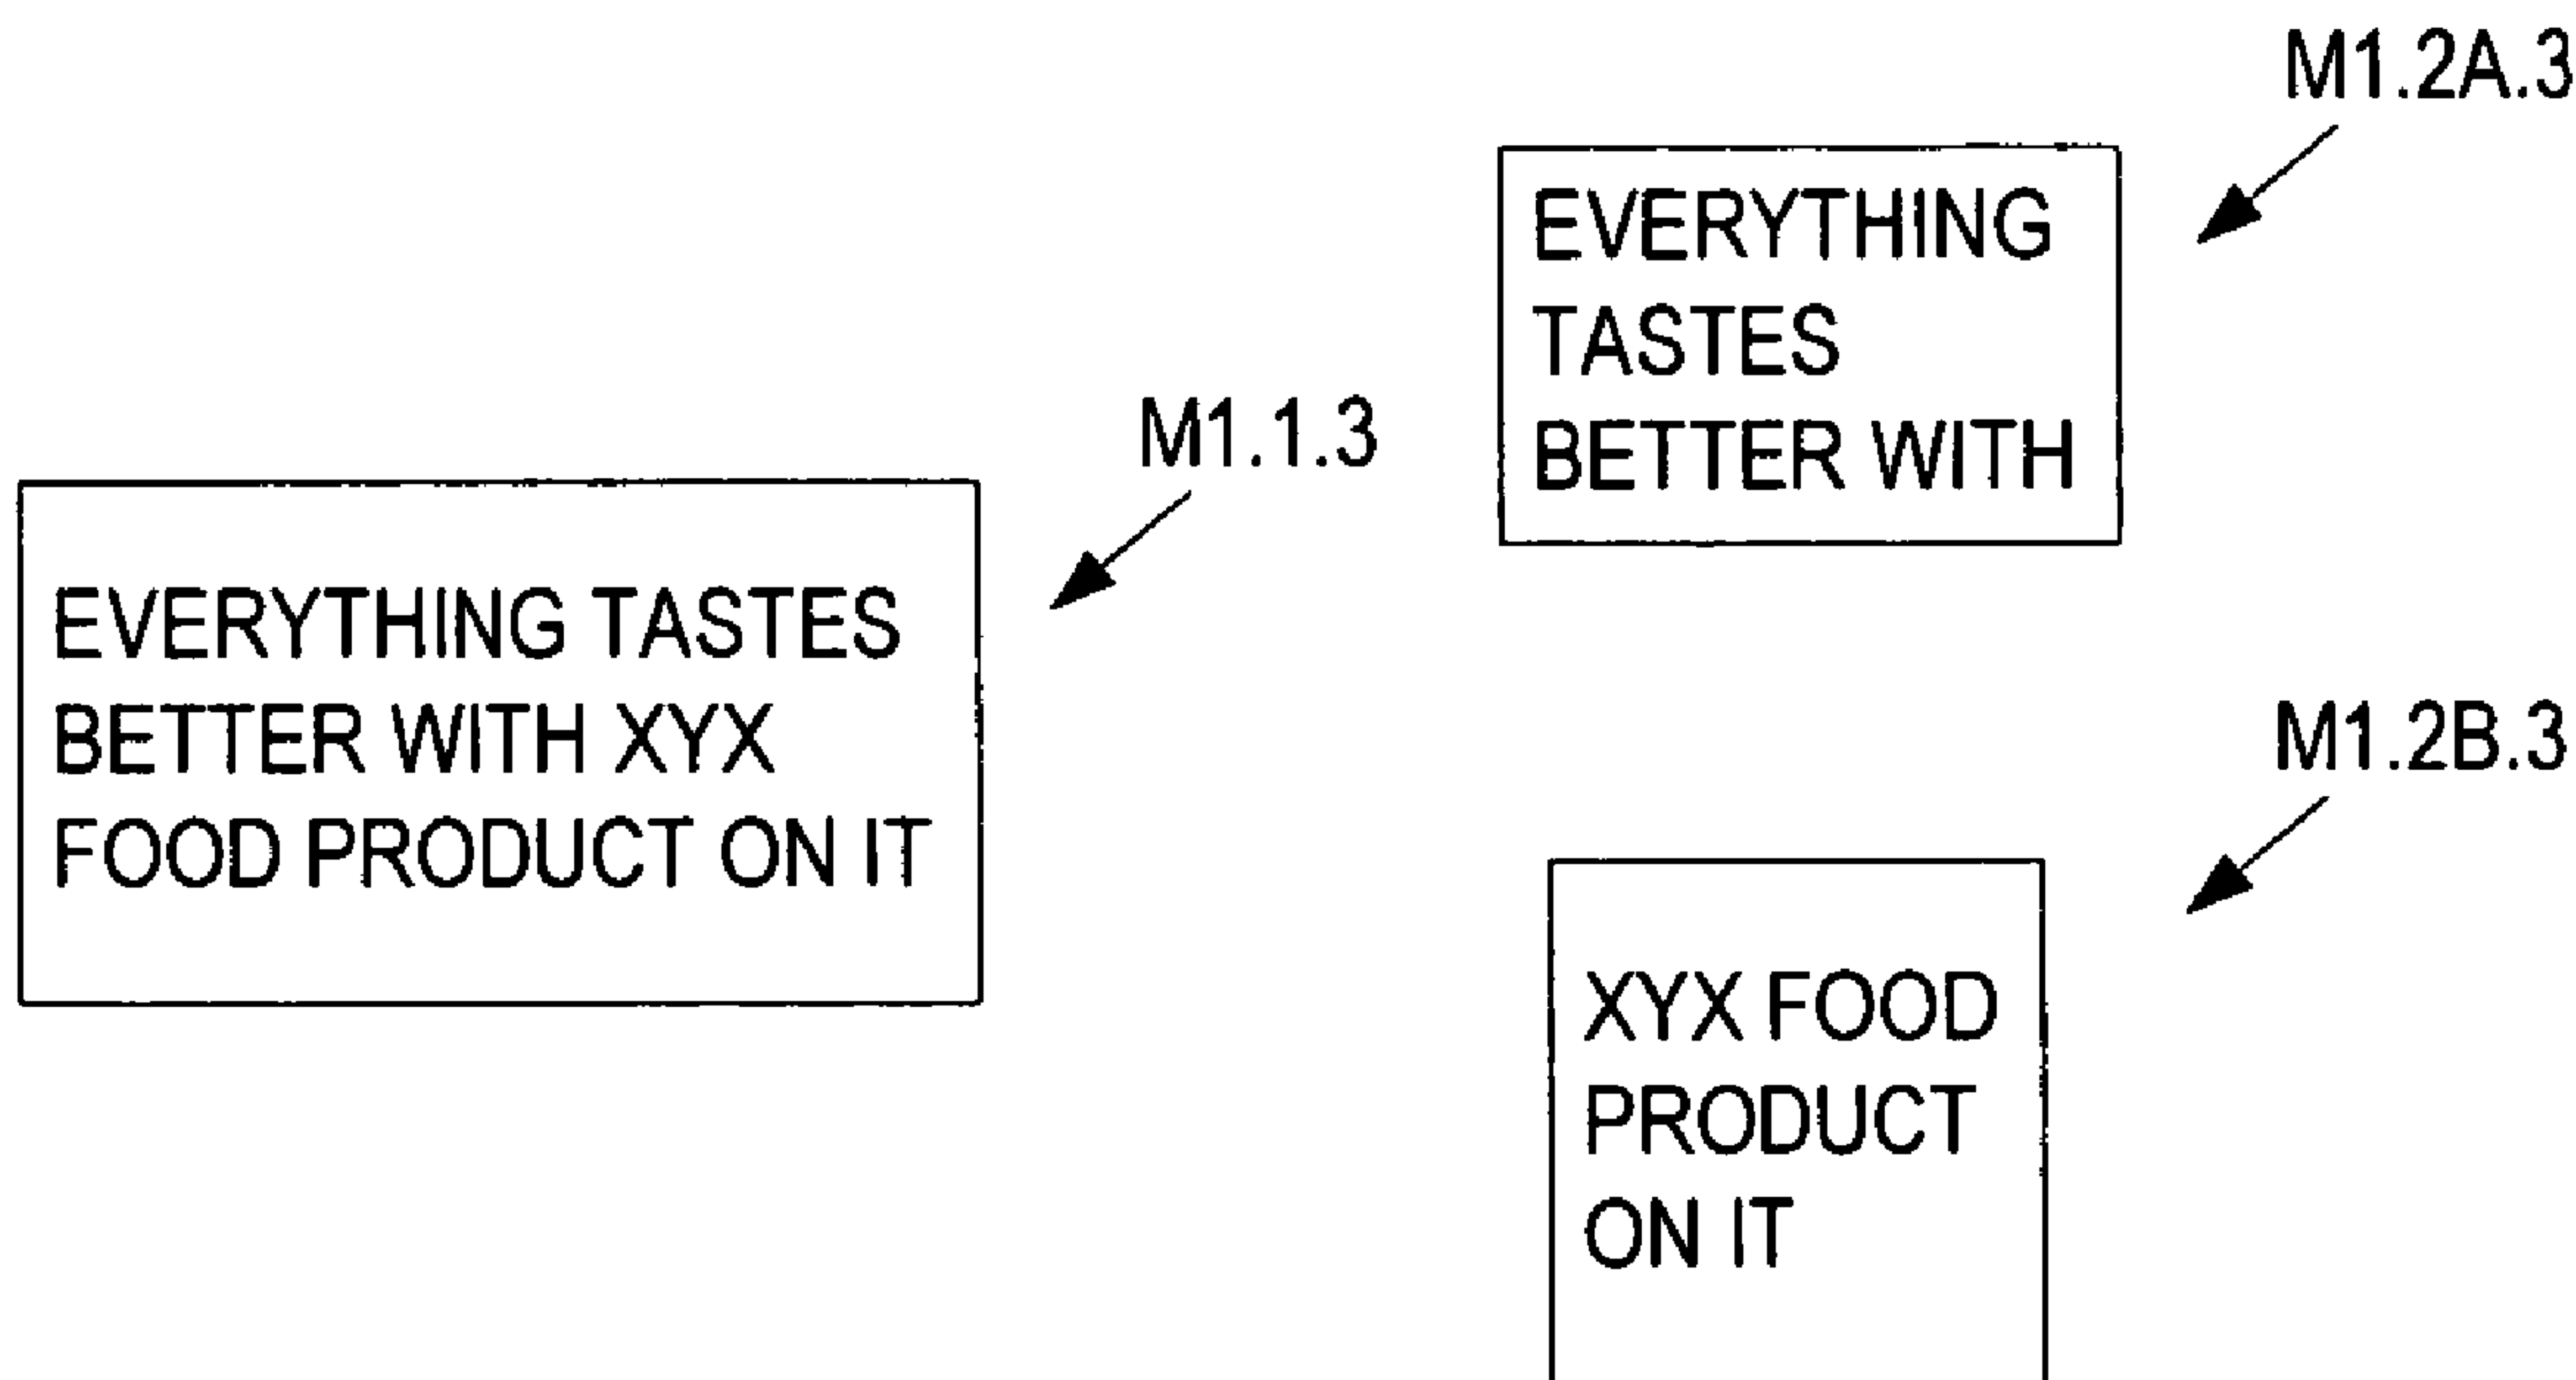 M1.1.3
EVERYTHING TASTES
BETTER WITH XYX
FOOD PRODUCT ON IT
M1.2A.3
EVERYTHING
TASTES
BETTER WITH
M1.2B.3
XYX FOOD
PRODUCT
ON IT